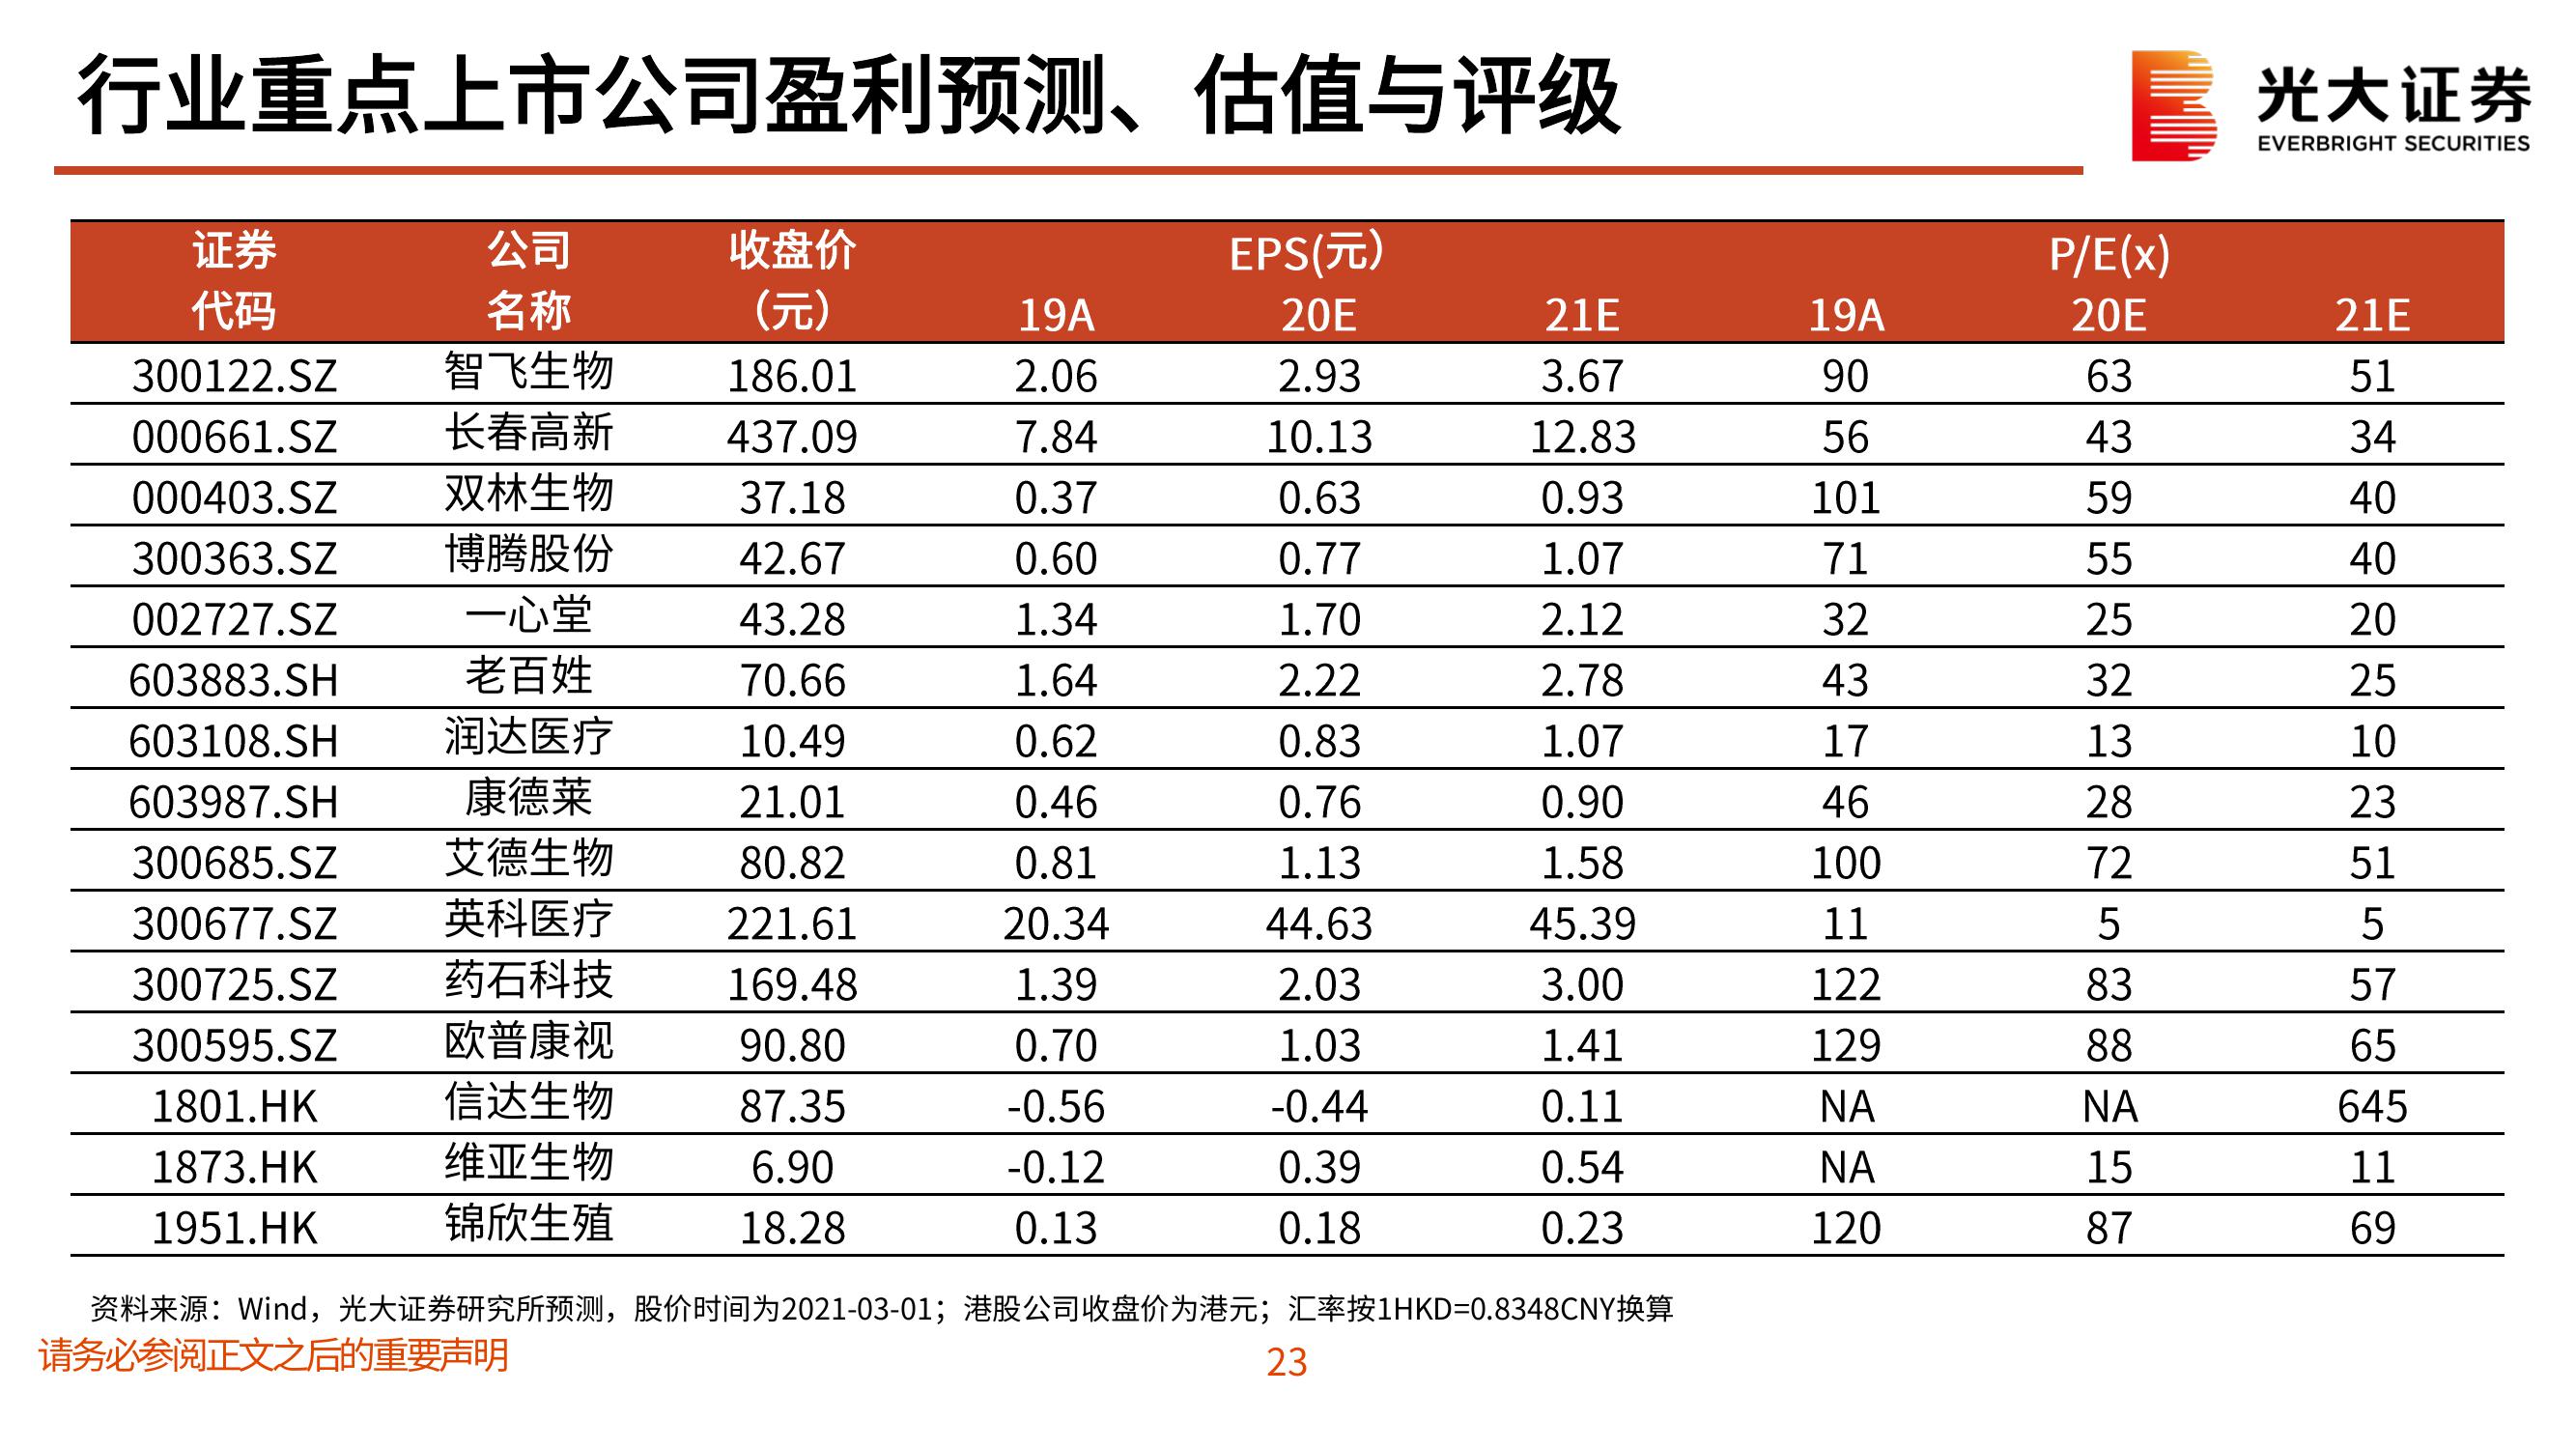 行业重点上市公司盈利预测、估值与评级
光大证券
EVERBRIGHT SECURITIES
证券 公司 收盘价 EPS(元） P/E(x)
代码 名称 （元） 19A 20E 21E 19A 20E 21E
300122.SZ 智飞生物 186.01 2.06 2.93 3.67 90 63 51
000661.SZ 长春高新 437.09 7.84 10.13 12.83 56 43 34
000403.SZ 双林生物 37.18 0.37 0.63 0.93 101 59 40
300363.SZ 博腾股份 42.67 0.60 0.77 1.07 71 55 40
002727.SZ 一心堂 43.28 1.34 1.70 2.12 32 25 20
603883.SH 老百姓 70.66 1.64 2.22 2.78 43 32 25
603108.SH 润达医疗 10.49 0.62 0.83 1.07 17 13 10
603987.SH 康德莱 21.01 0.46 0.76 0.90 46 28 23
300685.SZ 艾德生物 80.82 0.81 1.13 1.58 100 72 51
300677.SZ 英科医疗 221.61 20.34 44.63 45.39 11 5 5
300725.SZ 药石科技 169.48 1.39 2.03 3.00 122 83 57
300595.SZ 欧普康视 90.80 0.70 1.03 1.41 129 88 65
1801.HK 信达生物 87.35 -0.56 -0.44 0.11 NA NA 645
1873.HK 维亚生物 6.90 -0.12 0.39 0.54 NA 15 11
1951.HK 锦欣生殖 18.28 0.13 0.18 0.23 120 87 69
资料来源：Wind，光大证券研究所预测，股价时间为2021-03-01；港股公司收盘价为港元；汇率按1HKD=0.8348CNY换算
请务必参阅正文之后的重要声明
23